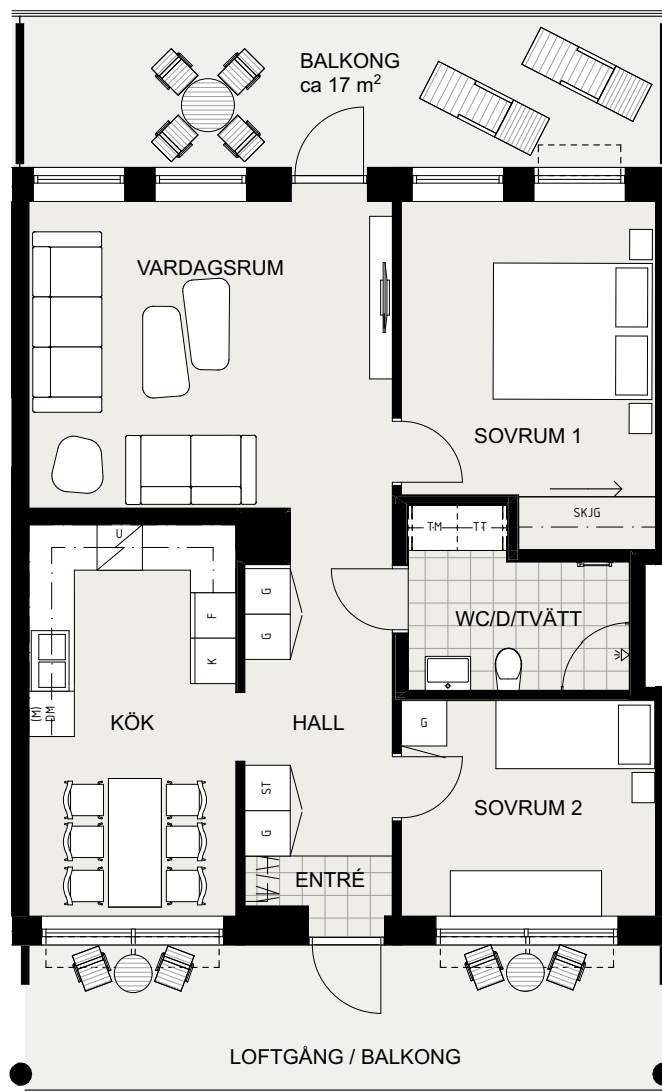 BALKONG
ca 17 m²
VARDAGSRUM
SOVRUM 1
SKJG
U
TM TT
G
F
G
WC/D/TVÄTT
K
(M)
DM
KÖK
HALL
G
ST
SOVRUM 2
G
ENTRÉ
LOFTGÅNG / BALKONG